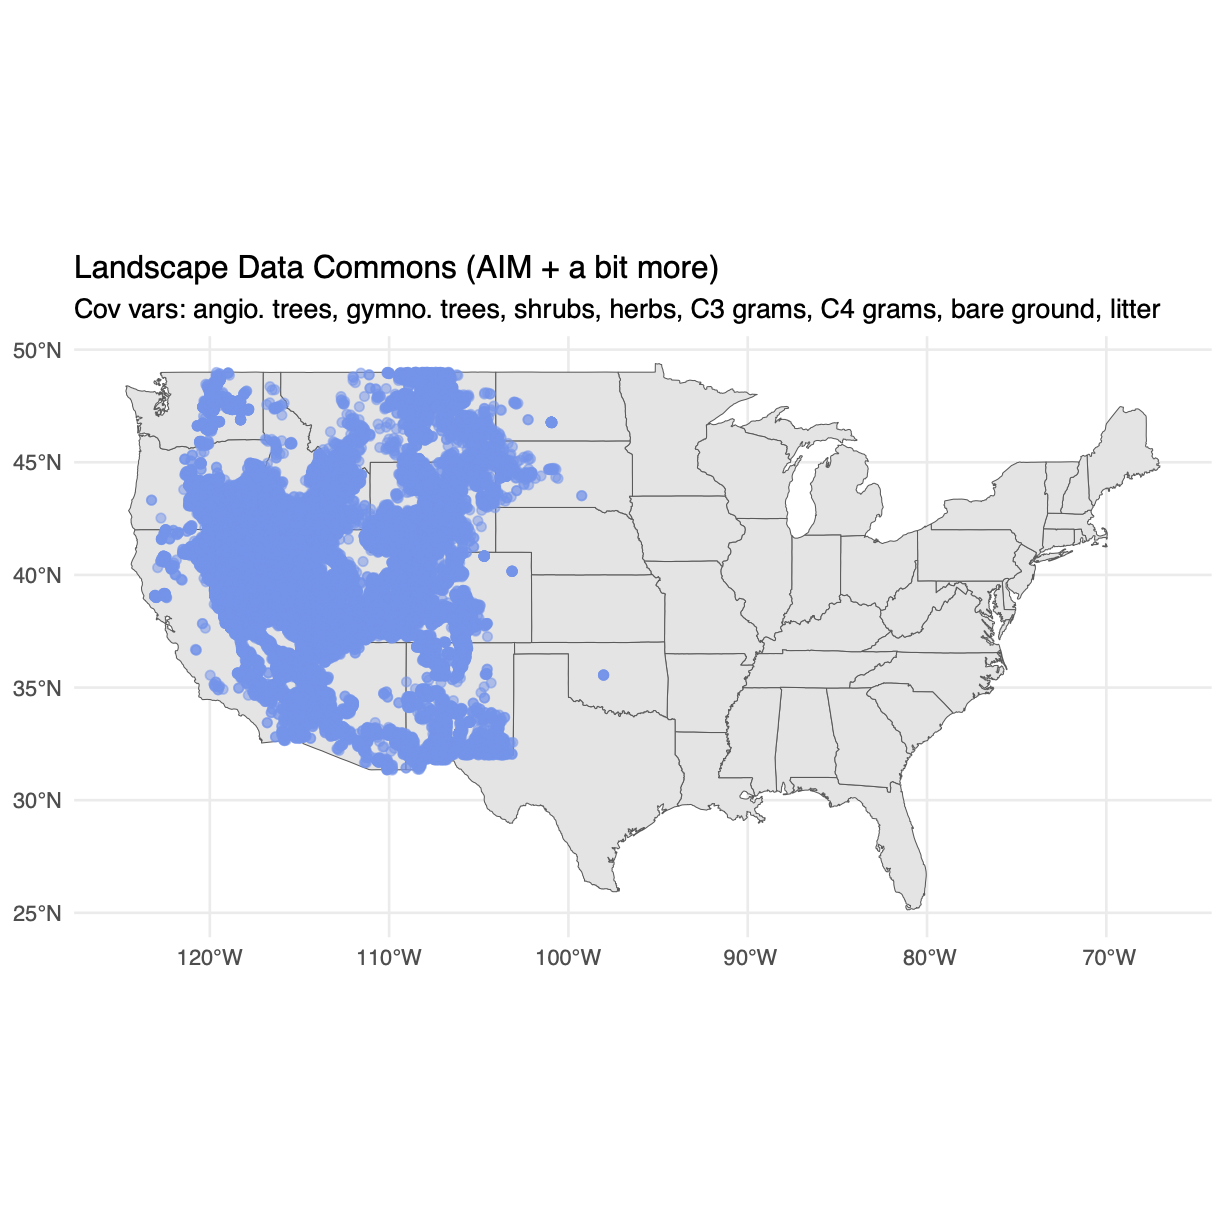 Landscape Data Commons (AIM + a bit more)
Cov vars: angio. trees, gymno. trees, shrubs, herbs, C3 grams, C4 grams, bare ground, litter
50°N
45°N
40°N
35°N
30°N
25°N
120°W
110°W
100°W
90°W
80°W
70°W